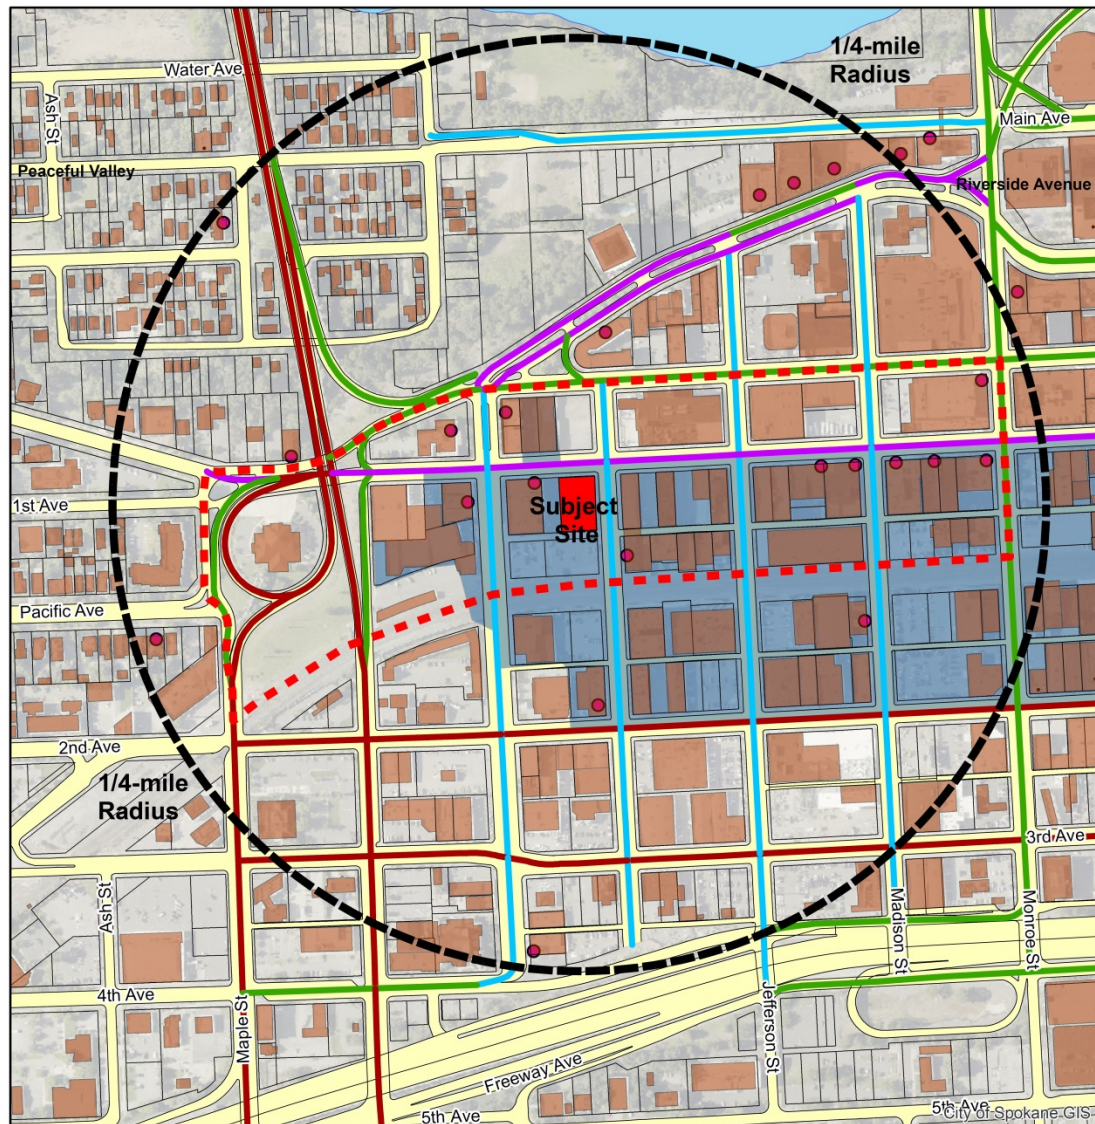 1/4-mile
Radius
Water Ave
Ash St
Main Ave
Peaceful Valley
Riverside Avenue
1st Ave
Subject
Site
Pacific Ave
2nd Ave
1/4-mile
Radius
3rd Ave
Ash St
Madison St
Monroe St
4th Ave
Maple St
Jefferson St
Freeway Ave
5th Ave
5th Ave
City of Spokane GIS